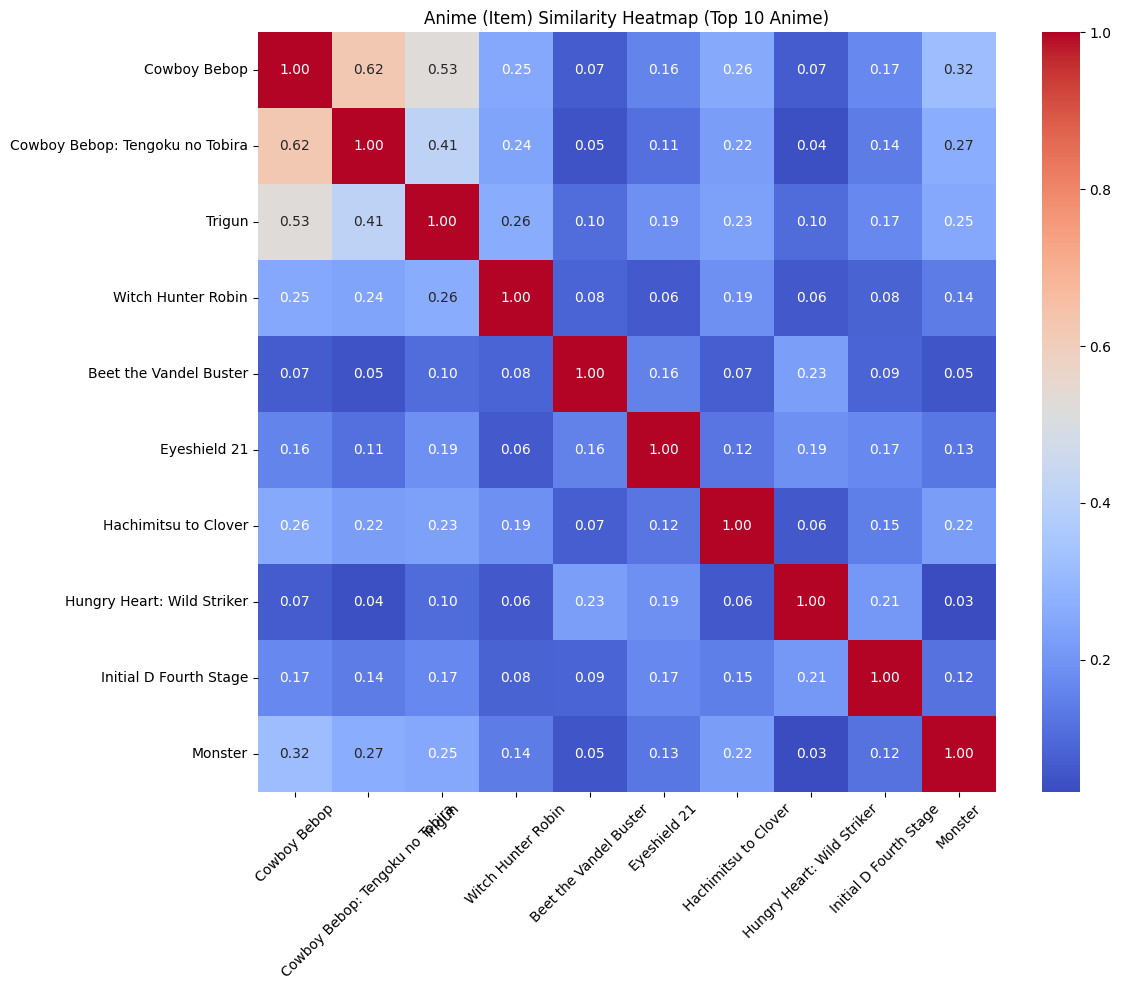 Anime (Item) Similarity Heatmap (Top 10 Anime)
Cowboy Bebop 1.00 0.62 0.53 0.25 0.07 0.16 0.26 0.07 0.17 0.32
Cowboy Bebop: Tengoku no Tobira 0.62 1.00 0.41 0.24 0.05 0.11 0.22 0.04 0.14 0.27
Trigun 0.53 0.41 1.00 0.26 0.10 0.19 0.23 0.10 0.17 0.25
Witch Hunter Robin 0.25 0.24 0.26 1.00 0.08 0.06 0.19 0.06 0.08 0.14
Beet the Vandel Buster 0.07 0.05 0.10 0.08 1.00 0.16 0.07 0.23 0.09 0.05
Eyeshield 21 0.16 0.11 0.19 0.06 0.16 1.00 0.12 0.19 0.17 0.13
Hachimitsu to Clover 0.26 0.22 0.23 0.19 0.07 0.12 1.00 0.06 0.15 0.22
Hungry Heart: Wild Striker 0.07 0.04 0.10 0.06 0.23 0.19 0.06 1.00 0.21 0.03
Initial D Fourth Stage 0.17 0.14 0.17 0.08 0.09 0.17 0.15 0.21 1.00 0.12
Monster 0.32 0.27 0.25 0.14 0.05 0.13 0.22 0.03 0.12 1.00
Cowboy Bebop
Cowboy Bebop: Tengoku no Tobira
Trigun
Witch Hunter Robin
Beet the Vandel Buster
Eyeshield 21
Hachimitsu to Clover
Hungry Heart: Wild Striker
Initial D Fourth Stage
Monster
1.0
0.8
0.6
0.4
0.2